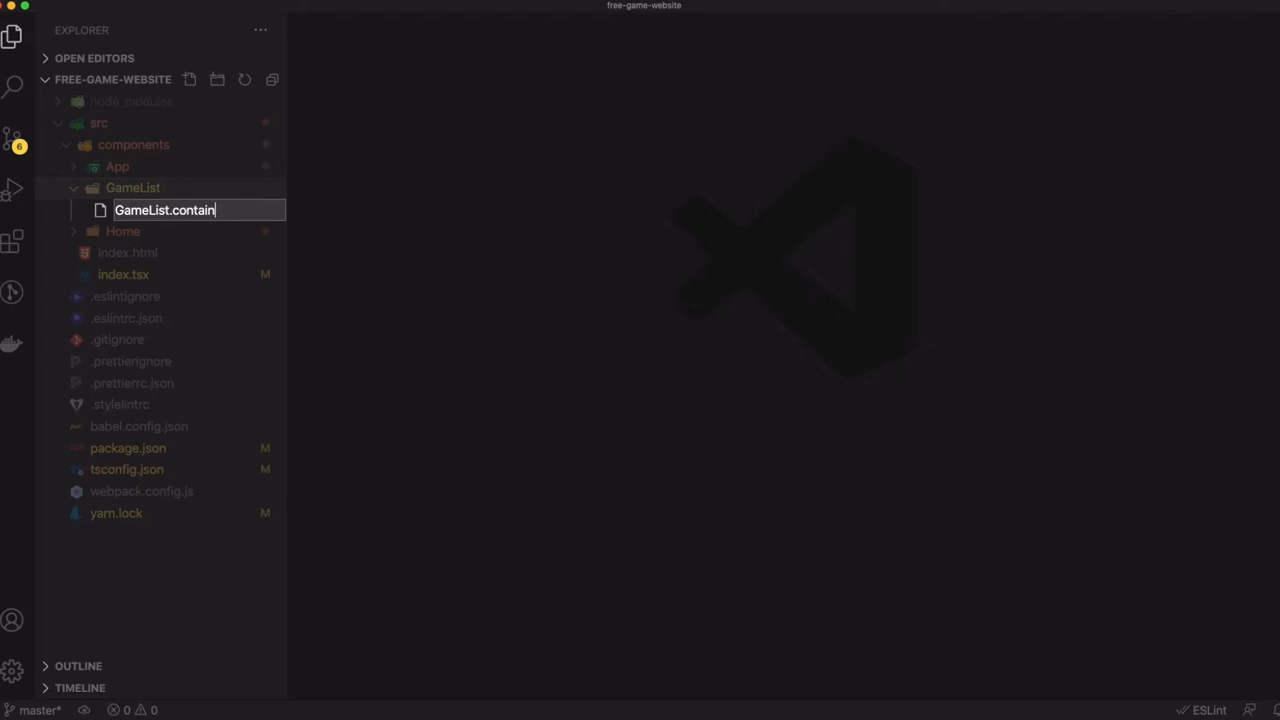 free-game-website
EXPLORER
OPEN EDITORS
FREE-GAME-WEBSITE
node_modules
src
components
App
GameList
GameList.contain
Home
index.html
index.tsx M
.eslintignore
.eslintrc.json
.gitignore
.prettierignore
.prettierrc.json
.stylelintrc
babel.config.json
package.json M
tsconfig.json M
webpack.config.js
yarn.lock M
6
OUTLINE
TIMELINE
master* 0 0 ESLint